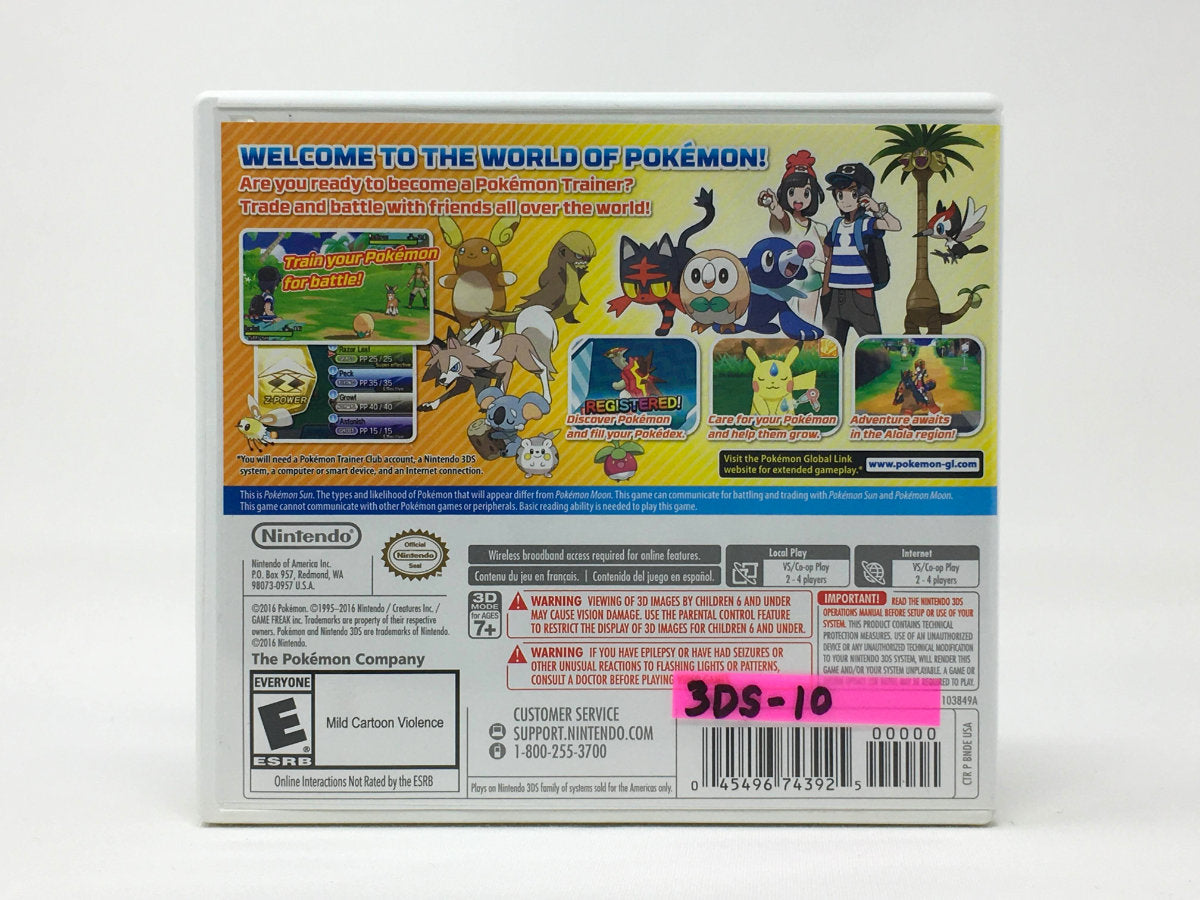 WELCOME TO THE WORLD OF POKÉMON!
Are you ready to become a Pokémon Trainer?
Trade and battle with friends all over the world!
Train your Pokémon
for battle!
Razor Leaf
PP 25/25
Super effective
Peck
PP 35/35
Effective
Growl
PP 40/40
Astonish
GHOST PP 15/15
Effective
Z-POWER
REGISTERED!
Discover Pokémon
and fill your Pokédex.
Care for your Pokémon
and help them grow.
Adventure awaits
in the Alola region!
*You will need a Pokémon Trainer Club account, a Nintendo 3DS
system, a computer or smart device, and an Internet connection.
Visit the Pokémon Global Link
website for extended gameplay.*
www.pokemon-gl.com
This is Pokémon Sun. The types and likelihood of Pokémon that will appear differ from Pokémon Moon. This game can communicate for battling and trading with Pokémon Sun and Pokémon Moon.
This game cannot communicate with other Pokémon games or peripherals. Basic reading ability is needed to play this game.
Nintendo®
Nintendo of America Inc.
P.O. Box 957, Redmond, WA
98073-0957 U.S.A.
Official
Nintendo
Seal
Wireless broadband access required for online features.
Contenu du jeu en français. | Contenido del juego en español.
Local Play
VS/Co-op Play
2 - 4 players
Internet
VS/Co-op Play
2 - 4 players
©2016 Pokémon. ©1995–2016 Nintendo / Creatures Inc. /
GAME FREAK inc. Trademarks are property of their respective
owners. Pokémon and Nintendo 3DS are trademarks of Nintendo.
©2016 Nintendo.
The Pokémon Company
3D
MODE
for AGES
7+
WARNING VIEWING OF 3D IMAGES BY CHILDREN 6 AND UNDER
MAY CAUSE VISION DAMAGE. USE THE PARENTAL CONTROL FEATURE
TO RESTRICT THE DISPLAY OF 3D IMAGES FOR CHILDREN 6 AND UNDER.
WARNING IF YOU HAVE EPILEPSY OR HAVE HAD SEIZURES OR
OTHER UNUSUAL REACTIONS TO FLASHING LIGHTS OR PATTERNS,
CONSULT A DOCTOR BEFORE PLAYING
IMPORTANT! READ THE NINTENDO 3DS
OPERATIONS MANUAL BEFORE SETUP OR USE OF YOUR
SYSTEM. THIS PRODUCT CONTAINS TECHNICAL
PROTECTION MEASURES. USE OF AN UNAUTHORIZED
DEVICE OR ANY UNAUTHORIZED TECHNICAL MODIFICATION
TO YOUR NINTENDO 3DS SYSTEM, WILL RENDER THIS
GAME AND/OR YOUR SYSTEM UNPLAYABLE. A GAME OR
SYSTEM UPDATE MAY BE REQUIRED TO PLAY.
103849A
3DS-10
EVERYONE
E
®
ESRB
Mild Cartoon Violence
Online Interactions Not Rated by the ESRB
CUSTOMER SERVICE
SUPPORT.NINTENDO.COM
1-800-255-3700
Plays on Nintendo 3DS family of systems sold for the Americas only.
00000
0 45496 74392 5
CTR P BNDE USA